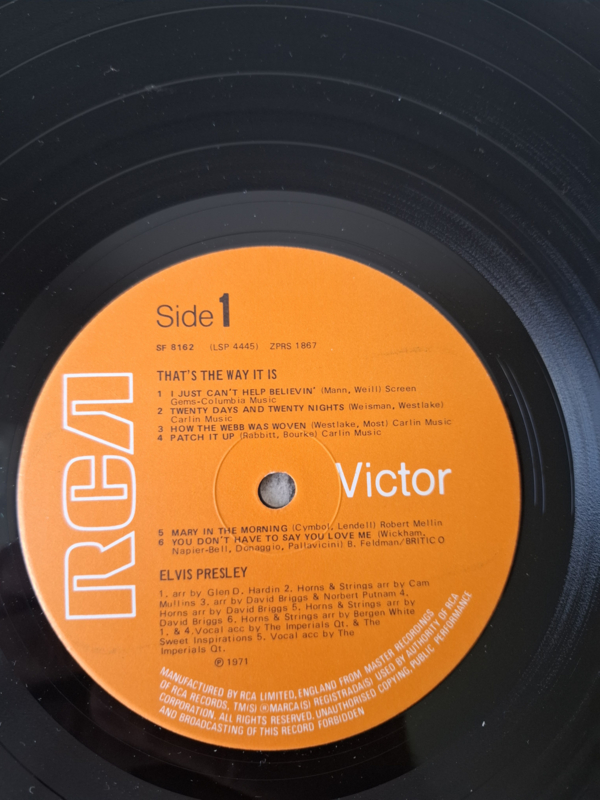 Side 1
SF 8162 (LSP 4445) ZPRS 1867
THAT'S THE WAY IT IS
1 I JUST CAN'T HELP BELIEVIN' (Mann, Weill) Screen
Gems-Columbia Music
2 TWENTY DAYS AND TWENTY NIGHTS (Weisman, Westlake)
Carlin Music
3 HOW THE WEBB WAS WOVEN (Westlake, Most) Carlin Music
4 PATCH IT UP (Rabbitt, Bourke) Carlin Music
RCA
Victor
5 MARY IN THE MORNING (Cymbol, Lendell) Robert Mellin
6 YOU DON'T HAVE TO SAY YOU LOVE ME (Wickham,
Napier-Bell, Donaggio, Pallavicini) B. Feldman/BRITICO
ELVIS PRESLEY
1. arr by Glen D. Hardin 2. Horns & Strings arr by Cam
Mullins 3. arr by David Briggs & Norbert Putnam 4.
Horns arr by David Briggs 5, Horns & Strings arr by
David Briggs 6. Horns & Strings arr by Bergen White
1. & 4. Vocal acc by The Imperials Qt. & The
Sweet Inspirations 5. Vocal acc by The
Imperials Qt.
℗ 1971
MANUFACTURED BY RCA LIMITED, ENGLAND FROM MASTER RECORDINGS
OF RCA RECORDS, TM(S) ® MARCA(S) REGISTRADA(S) USED BY AUTHORITY OF RCA
CORPORATION. ALL RIGHTS RESERVED. UNAUTHORISED COPYING, PUBLIC PERFORMANCE
AND BROADCASTING OF THIS RECORD FORBIDDEN